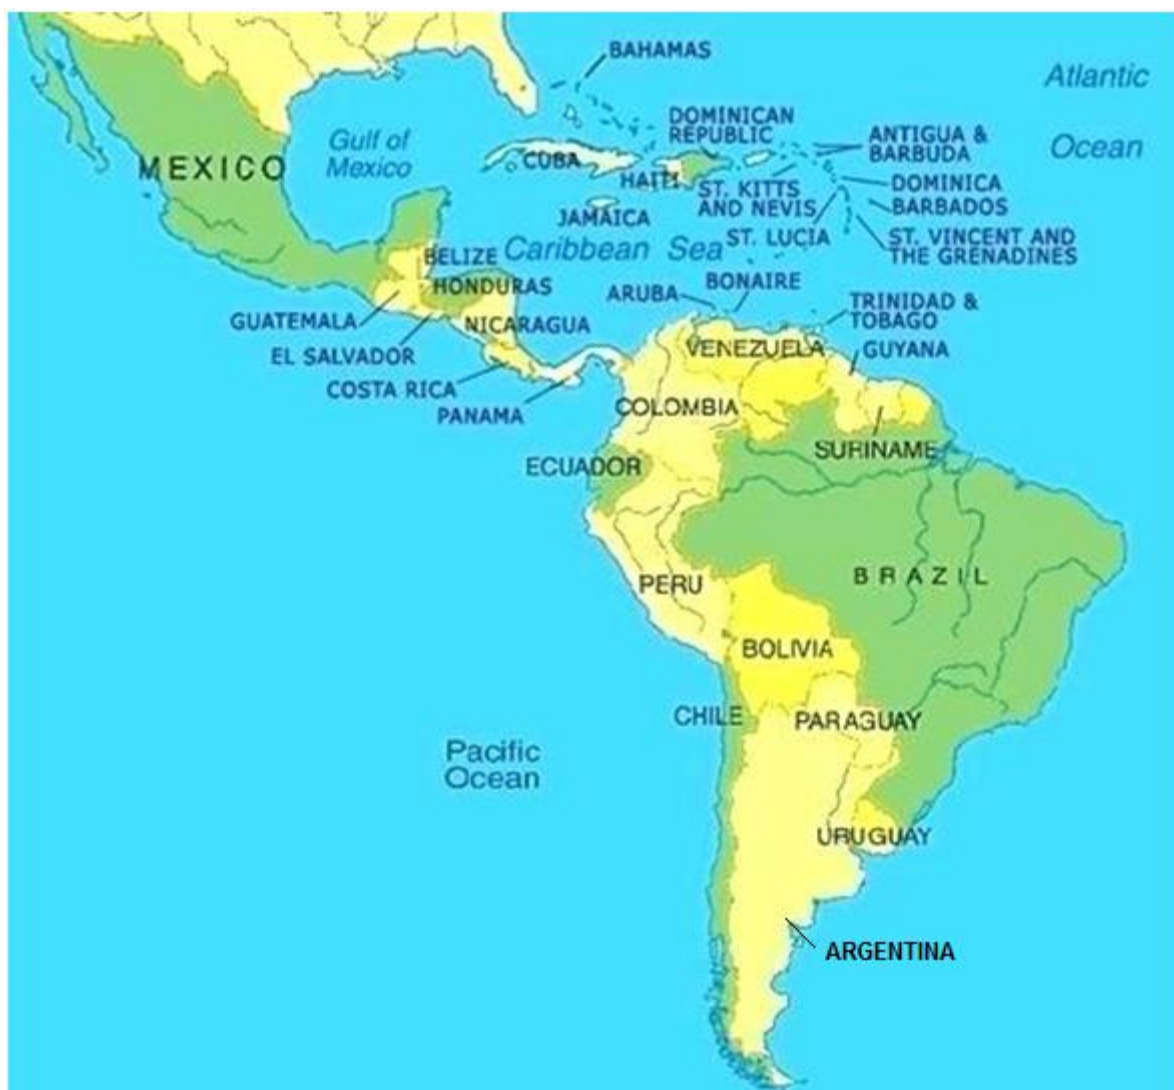 BAHAMAS
Atlantic
Ocean
Gulf of
Mexico
MEXICO
DOMINICAN
REPUBLIC
ANTIGUA &
BARBUDA
CUBA
HAITI
ST. KITTS
AND NEVIS
DOMINICA
BARBADOS
JAMAICA
ST. LUCIA
ST. VINCENT AND
THE GRENADINES
Caribbean Sea
BELIZE
HONDURAS
BONAIRE
ARUBA
TRINIDAD &
TOBAGO
GUATEMALA
NICARAGUA
EL SALVADOR
VENEZUELA
GUYANA
COSTA RICA
PANAMA
COLOMBIA
SURINAME
ECUADOR
PERU
BRAZIL
BOLIVIA
CHILE
PARAGUAY
Pacific
Ocean
URUGUAY
ARGENTINA